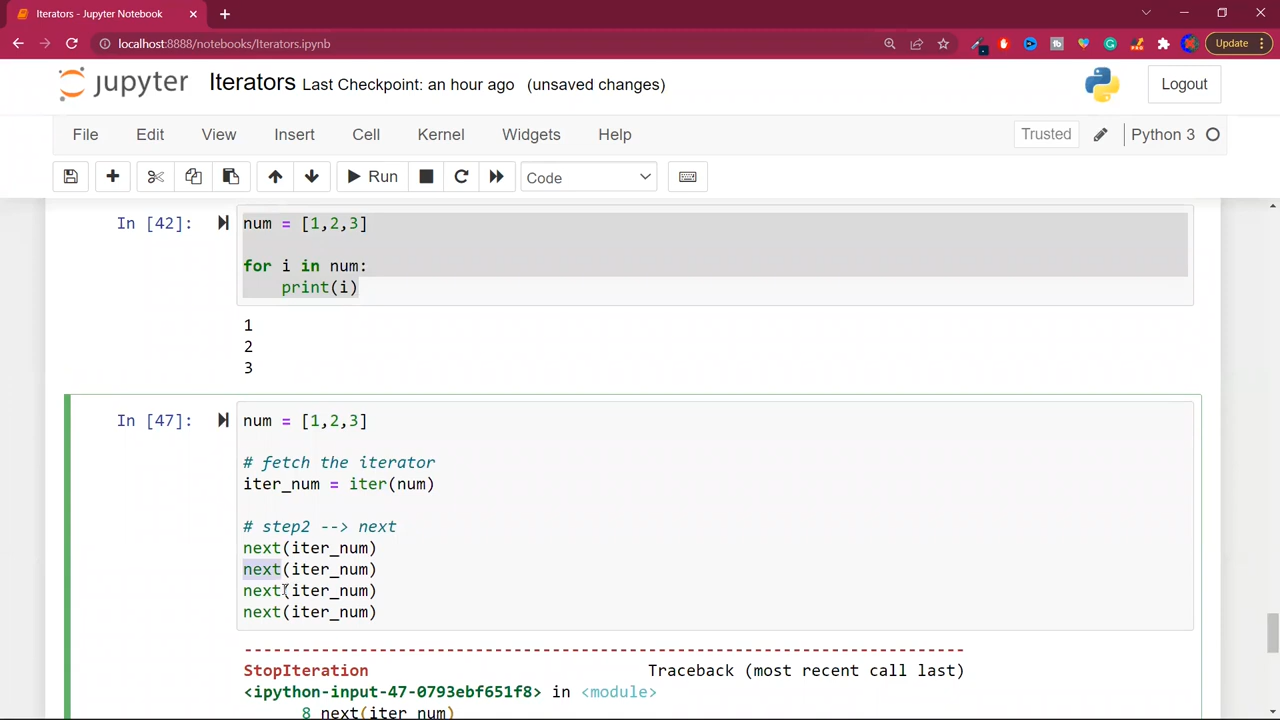 Iterators - Jupyter Notebook
localhost:8888/notebooks/Iterators.ipynb
Update
jupyter Iterators Last Checkpoint: an hour ago (unsaved changes)
Logout
File Edit View Insert Cell Kernel Widgets Help
Trusted Python 3
Run Code
In [42]: num = [1,2,3]
for i in num:
print(i)
1
2
3
In [47]: num = [1,2,3]
# fetch the iterator
iter_num = iter(num)
# step2 --> next
next(iter_num)
next(iter_num)
next(iter_num)
next(iter_num)
---------------------------------------------------------------------------
StopIteration Traceback (most recent call last)
<ipython-input-47-0793ebf651f8> in <module>
8 next(iter_num)